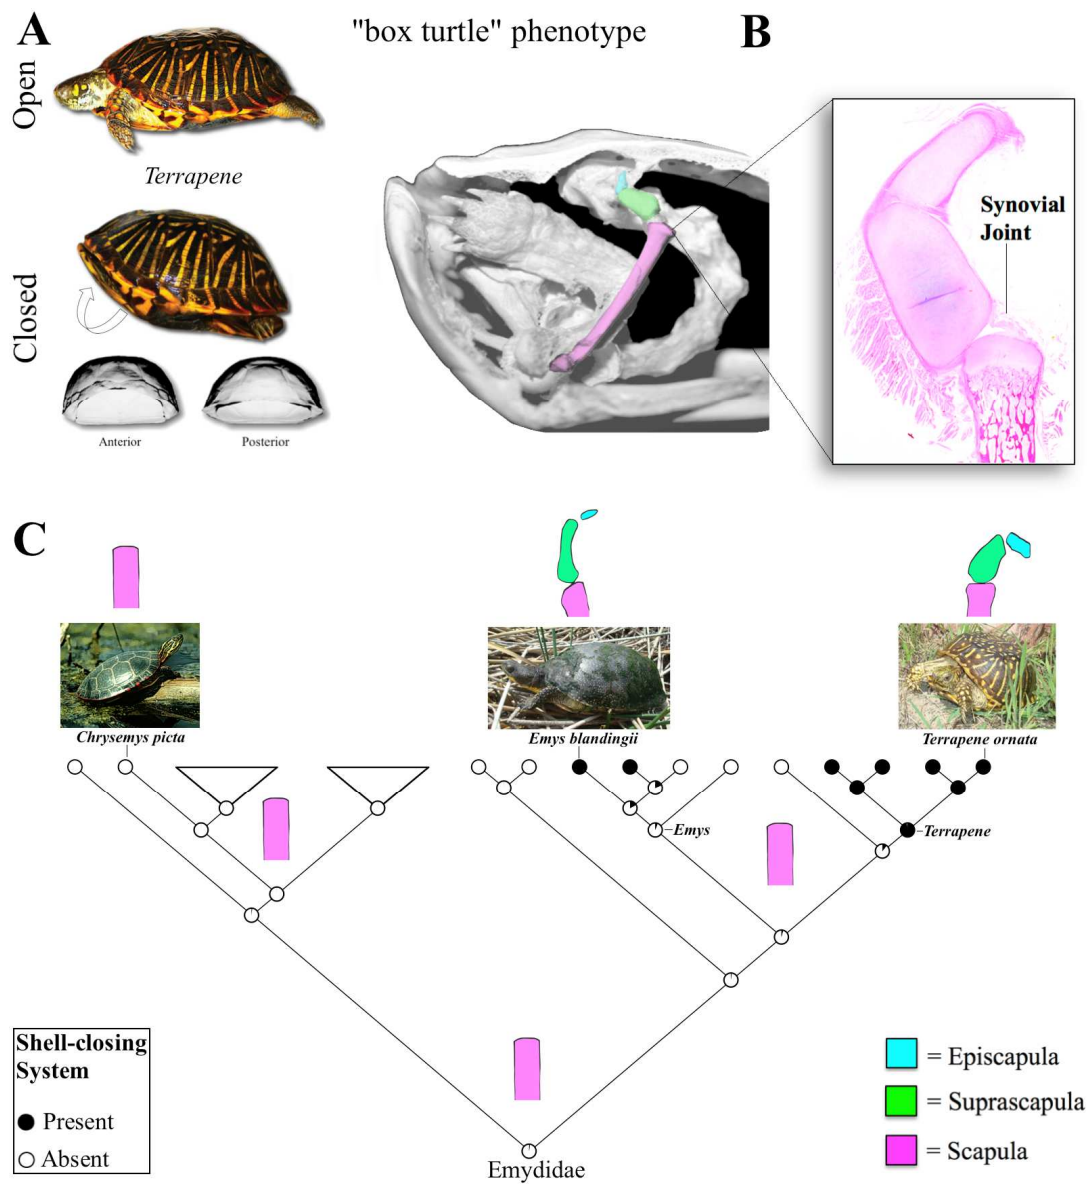 A
"box turtle" phenotype
B
Open
Terrapene
Closed
Anterior
Posterior
Synovial
Joint
C
Chrysemys picta
Emys blandingii
Terrapene ornata
-Emys
-Terrapene
Shell-closing
System
Present
Absent
Emydidae
= Episcapula
= Suprascapula
= Scapula